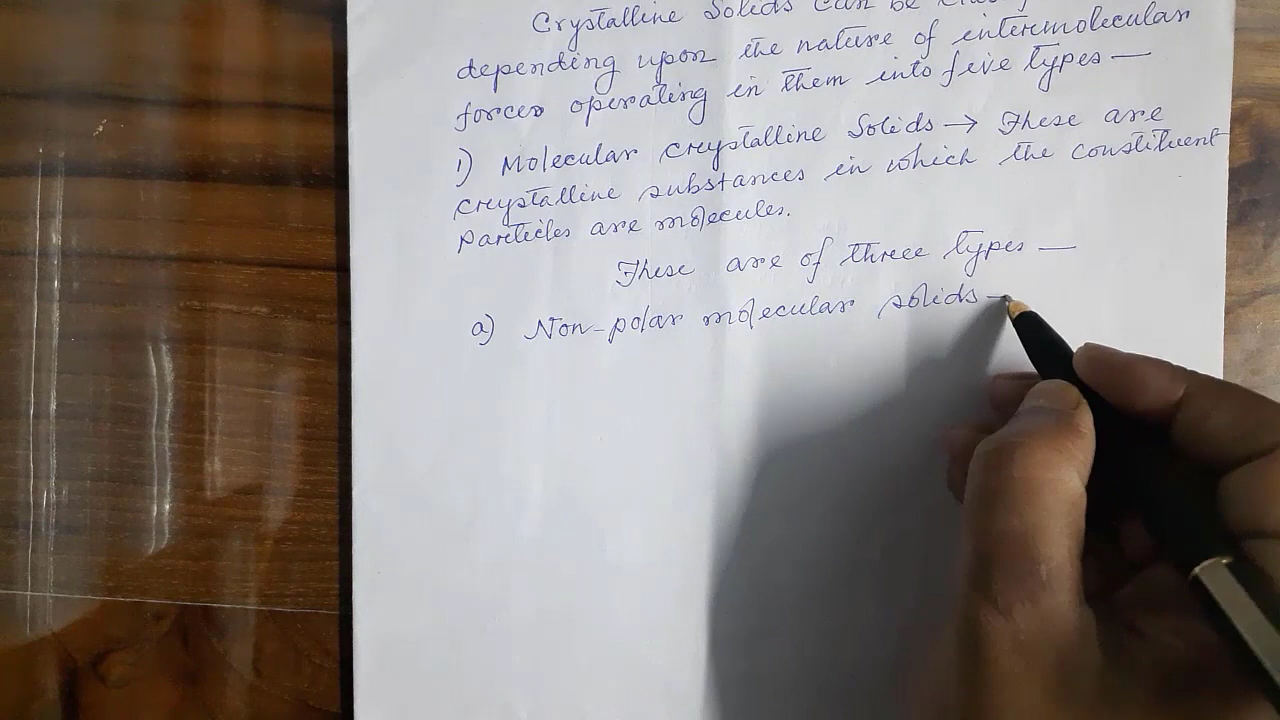 Crystalline Solids can be
depending upon the nature of intermolecular
forces operating in them into five types —
1) Molecular crystalline Solids → These are
crystalline substances in which the constituent
particles are molecules.
These are of three types —
a) Non-polar molecular solids —